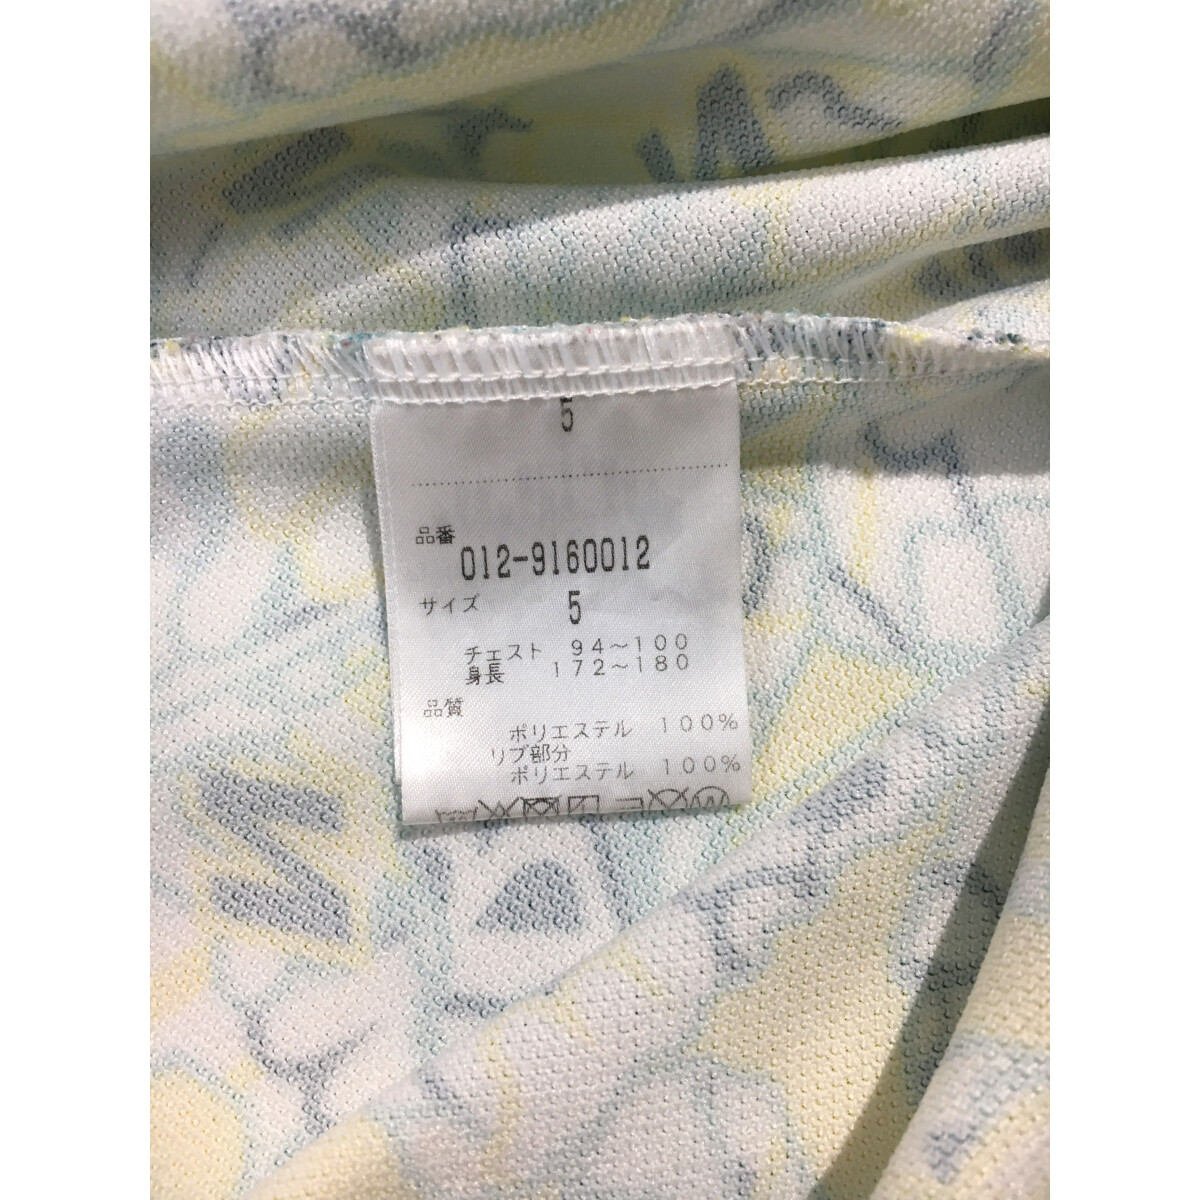 5
品番
012-9160012
サイズ 5
チェスト 94～100
身長 172～180
品質
ポリエステル 100%
リブ部分
ポリエステル 100%